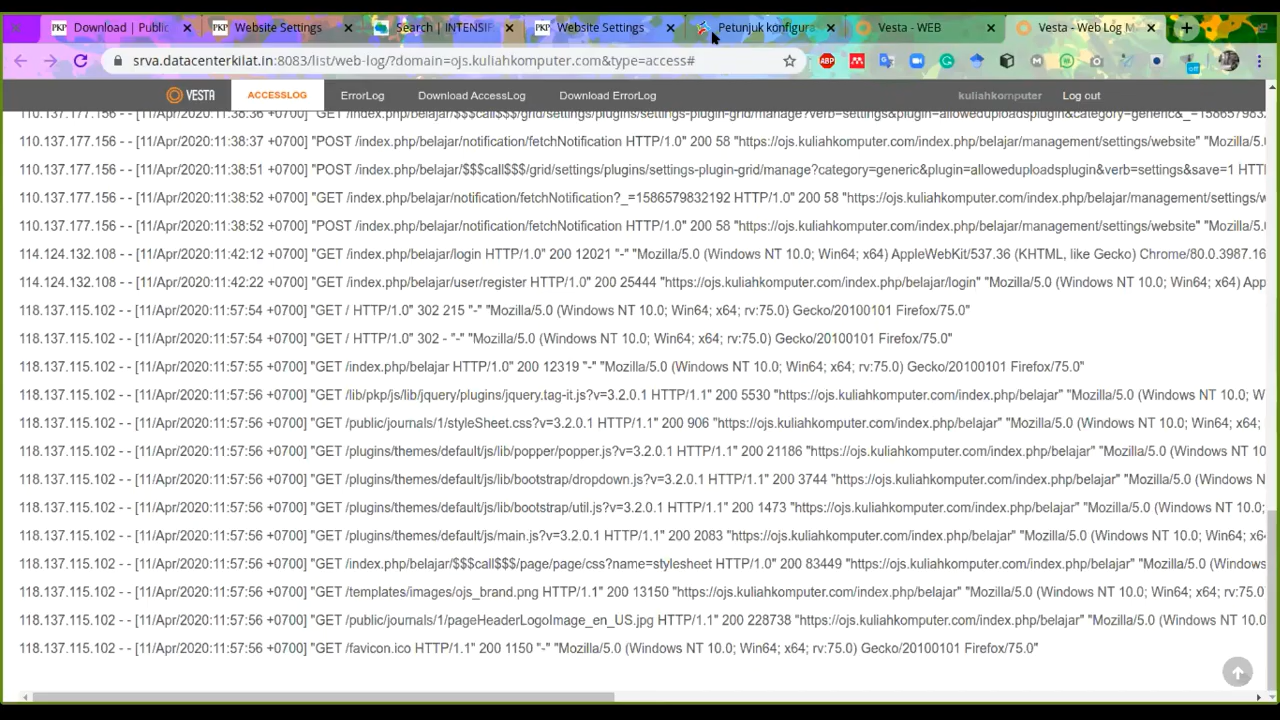 PKP Download | Public
PKP Website Settings
Search | INTENSIF
PKP Website Settings
Petunjuk konfigura
Vesta - WEB
Vesta - Web Log M
srva.datacenterkilat.in:8083/list/web-log/?domain=ojs.kuliahkomputer.com&type=access#
ABP
off
VESTA ACCESSLOG ErrorLog Download AccessLog Download ErrorLog kuliahkomputer Log out
110.137.177.156 - - [11/Apr/2020:11:38:36 +0700] "GET /index.php/belajar/$$$call$$$/grid/settings/plugins/settings-plugin-grid/manage?verb=settings&plugin=alloweduploadsplugin&category=generic&_=15865798
110.137.177.156 - - [11/Apr/2020:11:38:37 +0700] "POST /index.php/belajar/notification/fetchNotification HTTP/1.0" 200 58 "https://ojs.kuliahkomputer.com/index.php/belajar/management/settings/website" "Mozilla/5.
110.137.177.156 - - [11/Apr/2020:11:38:51 +0700] "POST /index.php/belajar/$$$call$$$/grid/settings/plugins/settings-plugin-grid/manage?category=generic&plugin=alloweduploadsplugin&verb=settings&save=1 HTT
110.137.177.156 - - [11/Apr/2020:11:38:52 +0700] "GET /index.php/belajar/notification/fetchNotification?_=1586579832192 HTTP/1.0" 200 58 "https://ojs.kuliahkomputer.com/index.php/belajar/management/settings/w
110.137.177.156 - - [11/Apr/2020:11:38:52 +0700] "POST /index.php/belajar/notification/fetchNotification HTTP/1.0" 200 58 "https://ojs.kuliahkomputer.com/index.php/belajar/management/settings/website" "Mozilla/5.
114.124.132.108 - - [11/Apr/2020:11:42:12 +0700] "GET /index.php/belajar/login HTTP/1.0" 200 12021 "-" "Mozilla/5.0 (Windows NT 10.0; Win64; x64) AppleWebKit/537.36 (KHTML, like Gecko) Chrome/80.0.3987.16
114.124.132.108 - - [11/Apr/2020:11:42:22 +0700] "GET /index.php/belajar/user/register HTTP/1.0" 200 25444 "https://ojs.kuliahkomputer.com/index.php/belajar/login" "Mozilla/5.0 (Windows NT 10.0; Win64; x64) App
118.137.115.102 - - [11/Apr/2020:11:57:54 +0700] "GET / HTTP/1.0" 302 215 "-" "Mozilla/5.0 (Windows NT 10.0; Win64; x64; rv:75.0) Gecko/20100101 Firefox/75.0"
118.137.115.102 - - [11/Apr/2020:11:57:54 +0700] "GET / HTTP/1.0" 302 - "-" "Mozilla/5.0 (Windows NT 10.0; Win64; x64; rv:75.0) Gecko/20100101 Firefox/75.0"
118.137.115.102 - - [11/Apr/2020:11:57:55 +0700] "GET /index.php/belajar HTTP/1.0" 200 12319 "-" "Mozilla/5.0 (Windows NT 10.0; Win64; x64; rv:75.0) Gecko/20100101 Firefox/75.0"
118.137.115.102 - - [11/Apr/2020:11:57:56 +0700] "GET /lib/pkp/js/lib/jquery/plugins/jquery.tag-it.js?v=3.2.0.1 HTTP/1.1" 200 5530 "https://ojs.kuliahkomputer.com/index.php/belajar" "Mozilla/5.0 (Windows NT 10.0; W
118.137.115.102 - - [11/Apr/2020:11:57:56 +0700] "GET /public/journals/1/styleSheet.css?v=3.2.0.1 HTTP/1.1" 200 906 "https://ojs.kuliahkomputer.com/index.php/belajar" "Mozilla/5.0 (Windows NT 10.0; Win64; x64;
118.137.115.102 - - [11/Apr/2020:11:57:56 +0700] "GET /plugins/themes/default/js/lib/popper/popper.js?v=3.2.0.1 HTTP/1.1" 200 21186 "https://ojs.kuliahkomputer.com/index.php/belajar" "Mozilla/5.0 (Windows NT 10
118.137.115.102 - - [11/Apr/2020:11:57:56 +0700] "GET /plugins/themes/default/js/lib/bootstrap/dropdown.js?v=3.2.0.1 HTTP/1.1" 200 3744 "https://ojs.kuliahkomputer.com/index.php/belajar" "Mozilla/5.0 (Windows
118.137.115.102 - - [11/Apr/2020:11:57:56 +0700] "GET /plugins/themes/default/js/lib/bootstrap/util.js?v=3.2.0.1 HTTP/1.1" 200 1473 "https://ojs.kuliahkomputer.com/index.php/belajar" "Mozilla/5.0 (Windows NT 10.0;
118.137.115.102 - - [11/Apr/2020:11:57:56 +0700] "GET /plugins/themes/default/js/main.js?v=3.2.0.1 HTTP/1.1" 200 2083 "https://ojs.kuliahkomputer.com/index.php/belajar" "Mozilla/5.0 (Windows NT 10.0; Win64; x6
118.137.115.102 - - [11/Apr/2020:11:57:56 +0700] "GET /index.php/belajar/$$$call$$$/page/page/css?name=stylesheet HTTP/1.0" 200 83449 "https://ojs.kuliahkomputer.com/index.php/belajar" "Mozilla/5.0 (Windows
118.137.115.102 - - [11/Apr/2020:11:57:56 +0700] "GET /templates/images/ojs_brand.png HTTP/1.1" 200 13150 "https://ojs.kuliahkomputer.com/index.php/belajar" "Mozilla/5.0 (Windows NT 10.0; Win64; x64; rv:75.0
118.137.115.102 - - [11/Apr/2020:11:57:56 +0700] "GET /public/journals/1/pageHeaderLogoImage_en_US.jpg HTTP/1.1" 200 228738 "https://ojs.kuliahkomputer.com/index.php/belajar" "Mozilla/5.0 (Windows NT 10.0
118.137.115.102 - - [11/Apr/2020:11:57:56 +0700] "GET /favicon.ico HTTP/1.1" 200 1150 "-" "Mozilla/5.0 (Windows NT 10.0; Win64; x64; rv:75.0) Gecko/20100101 Firefox/75.0"